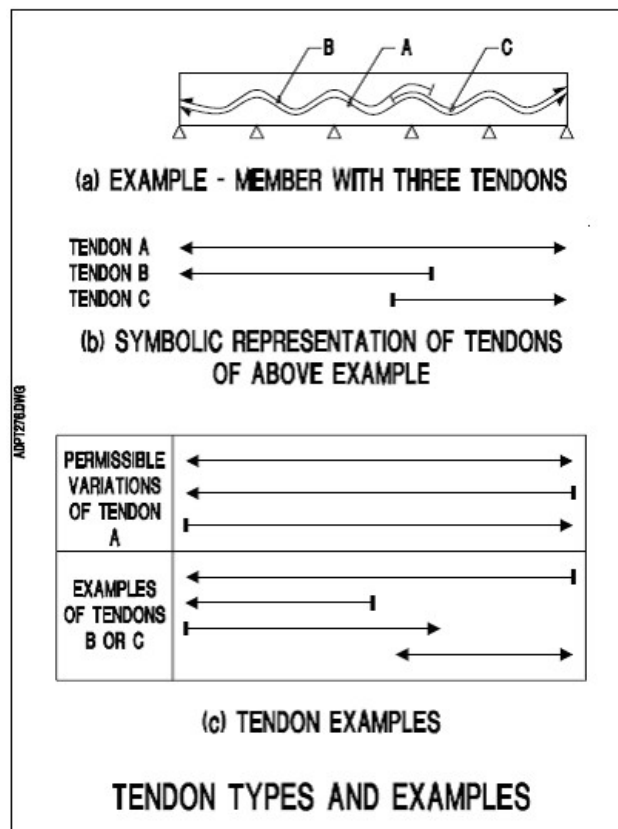 B A C
(a) EXAMPLE - MEMBER WITH THREE TENDONS
TENDON A
TENDON B
TENDON C
(b) SYMBOLIC REPRESENTATION OF TENDONS
OF ABOVE EXAMPLE
ADPT276.DWG
PERMISSIBLE
VARIATIONS
OF TENDON
A
EXAMPLES
OF TENDONS
B OR C
(c) TENDON EXAMPLES
TENDON TYPES AND EXAMPLES